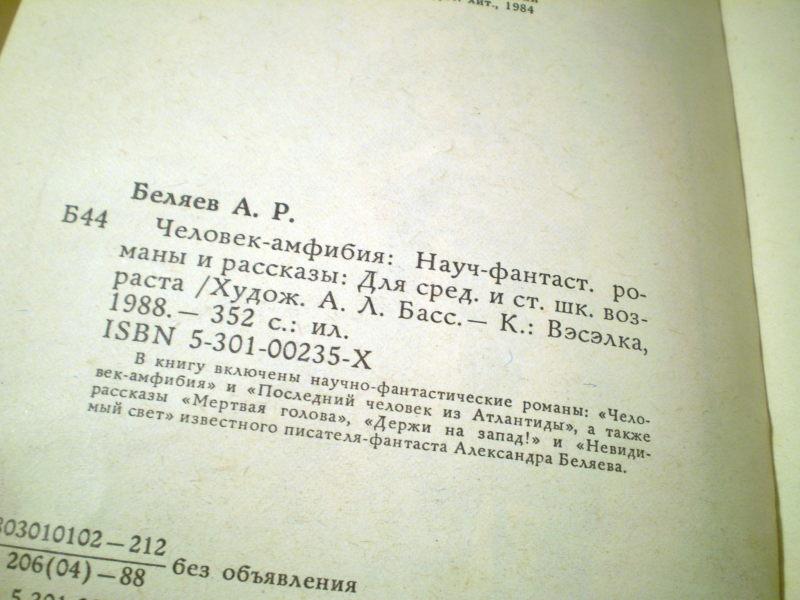 хит., 1984
Беляев А. Р.
Б44 Человек-амфибия: Науч-фантаст. ро-
маны и рассказы: Для сред. и ст. шк. воз-
раста /Худож. А. Л. Басс.— К.: Вэсэлка,
1988.— 352 с.: ил.
ISBN 5-301-00235-X
В книгу включены научно-фантастические романы: «Чело-
век-амфибия» и «Последний человек из Атлантиды», а также
рассказы «Мертвая голова», «Держи на запад!» и «Невиди-
мый свет» известного писателя-фантаста Александра Беляева.
803010102—212
206(04)—88 без объявления